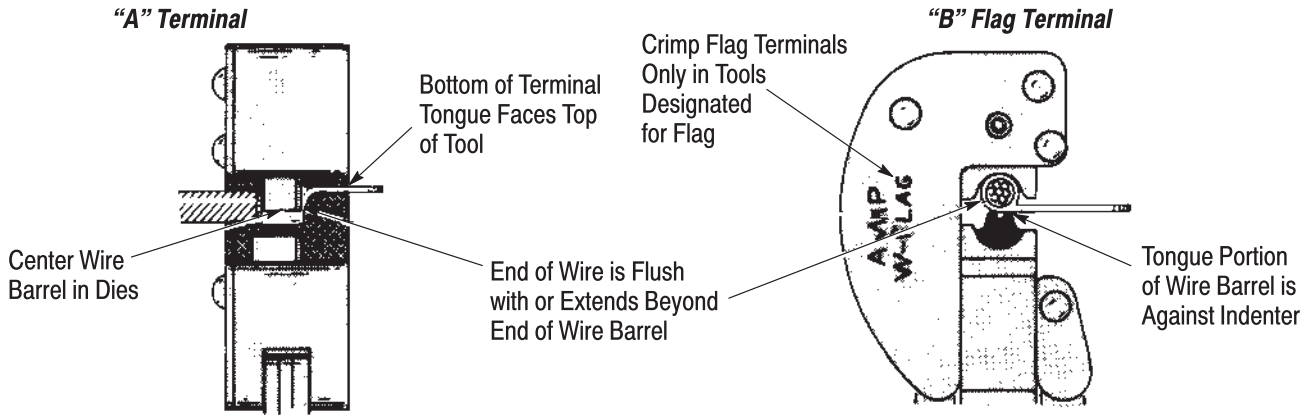 “A” Terminal
“B” Flag Terminal
Bottom of Terminal
Tongue Faces Top
of Tool
Crimp Flag Terminals
Only in Tools
Designated
for Flag
AMP
W-FLAG
Center Wire
Barrel in Dies
End of Wire is Flush
with or Extends Beyond
End of Wire Barrel
Tongue Portion
of Wire Barrel is
Against Indenter